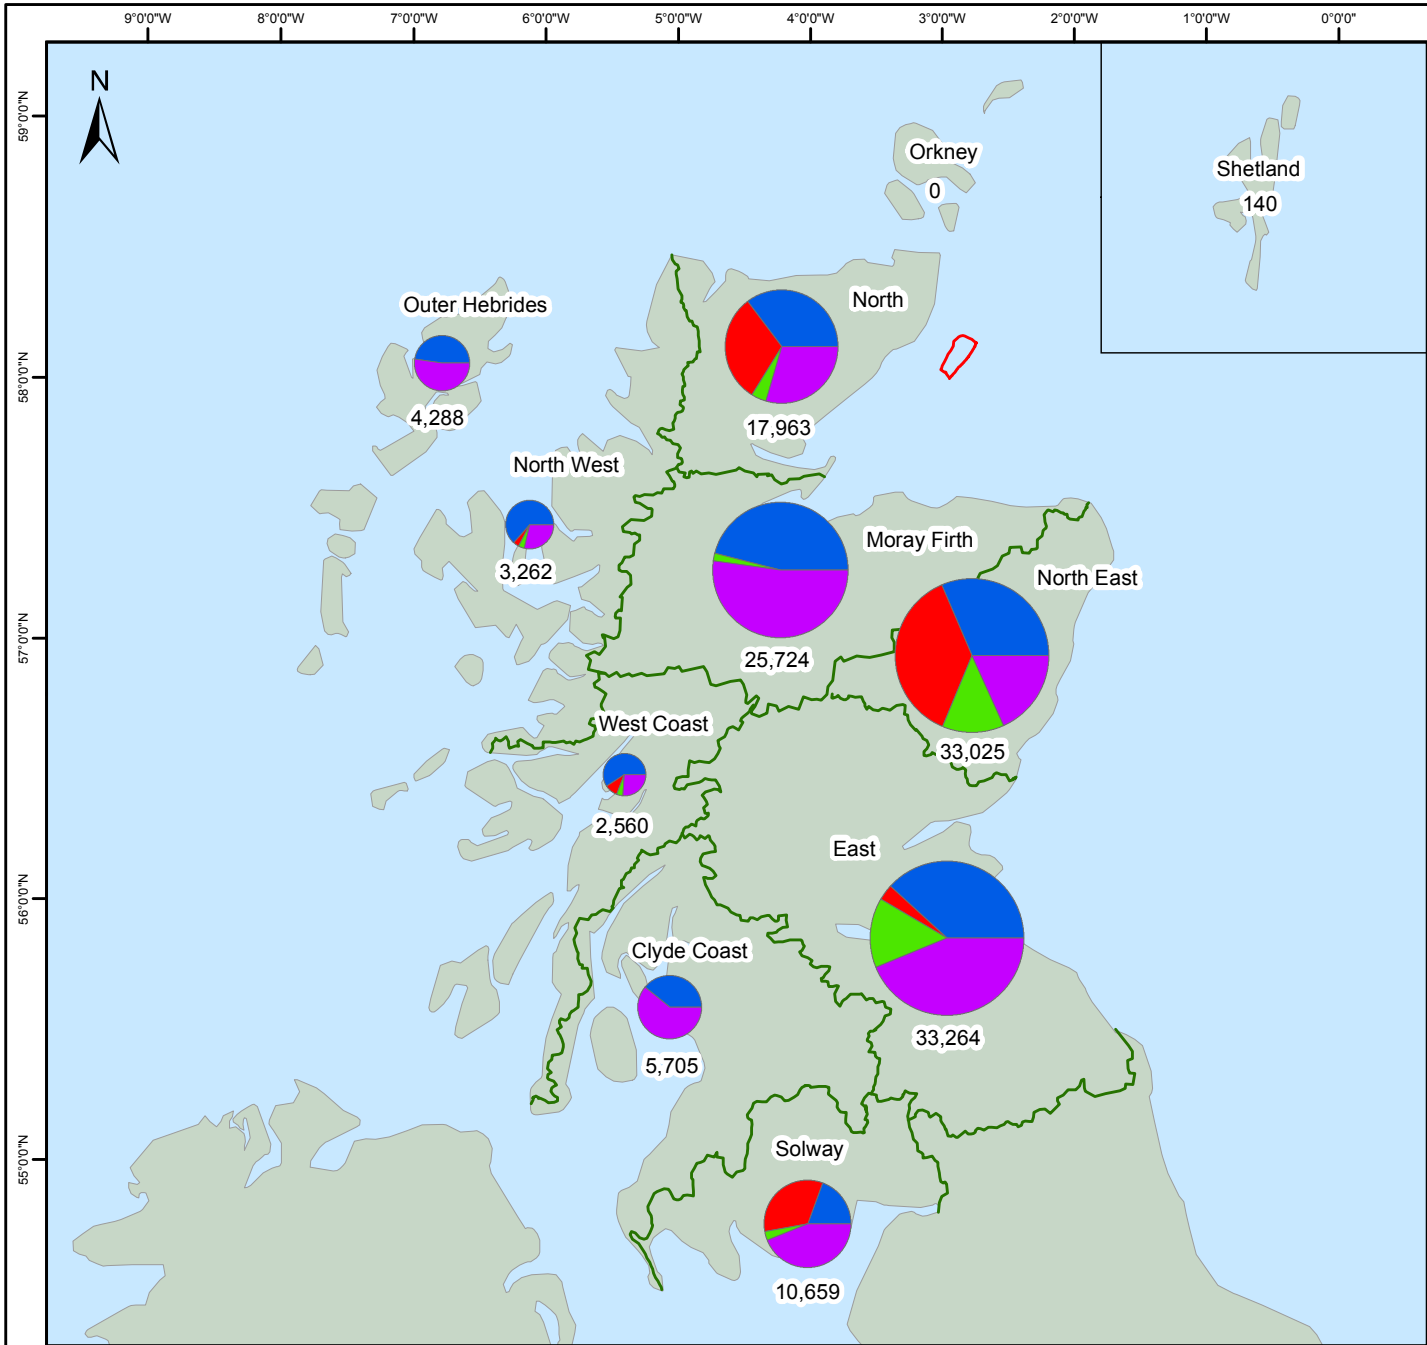 9°0'0"W 8°0'0"W 7°0'0"W 6°0'0"W 5°0'0"W 4°0'0"W 3°0'0"W 2°0'0"W 1°0'0"W 0°0'0"
N
59°0'0"N
Orkney
0
Shetland
140
Outer Hebrides
4,288
North
17,963
58°0'0"N
North West
3,262
Moray Firth
25,724
North East
33,025
57°0'0"N
West Coast
2,560
East
33,264
56°0'0"N
Clyde Coast
5,705
55°0'0"N
Solway
10,659